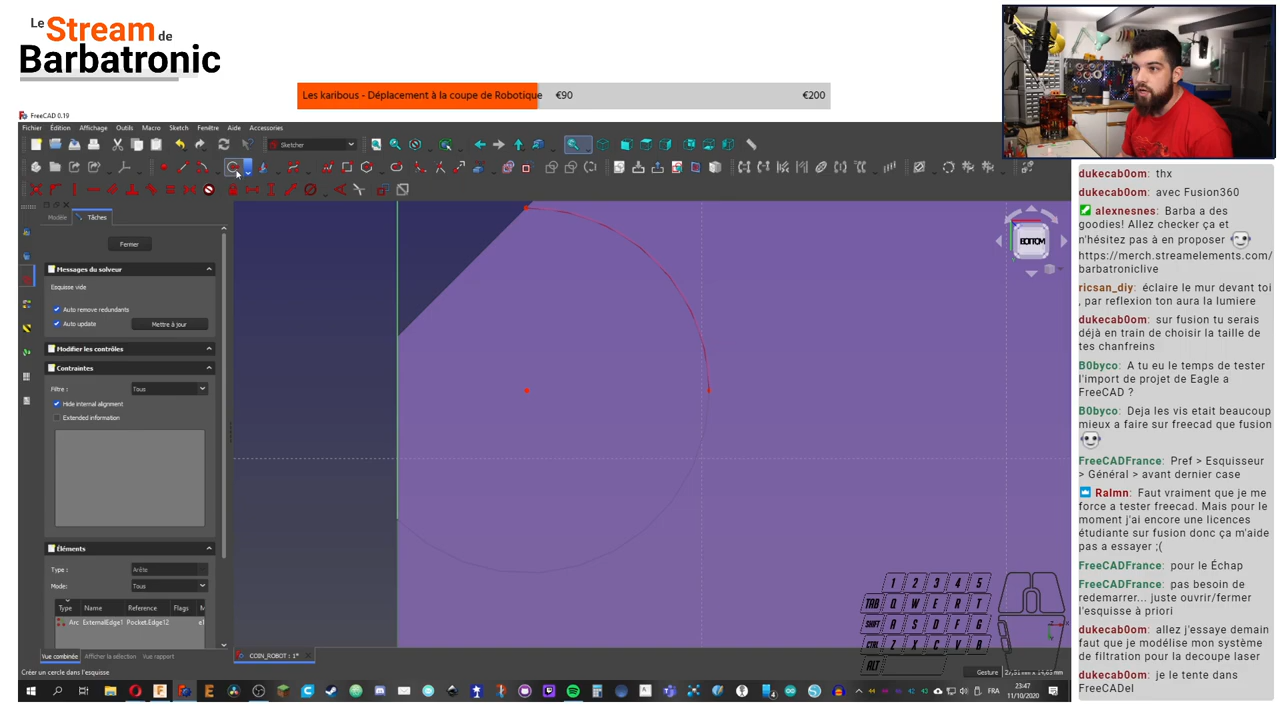 Le Stream de
Barbatronic
Les karibous - Déplacement à la coupe de Robotique €90 €200
FreeCAD 0.19
Fichier Édition Affichage Outils Macro Sketch Fenêtre Aide Accessories
Sketcher
Modèle Tâches
Fermer
Messages du solveur
Esquisse vide
Auto remove redundants
Auto update Mettre à jour
Modifier les contrôles
Contraintes
Filtre : Tous
Hide internal alignment
Extended information
Éléments
Type : Arête
Mode: Tous
Type Name Reference Flags
Arc ExternalEdge1 Pocket.Edge12
Vue combinée Afficher la sélection Vue rapport
COIN_ROBOT : 1*
Créer un cercle dans l'esquisse
Gesture
BOTTOM
1 2 3 4 5
TAB Q W E R T
SHIFT A S D F G
CTRL Z X C V B
ALT
FRA
23:47
11/10/2020
dukecab0om: thx
dukecab0om: avec Fusion360
alexnesnes: Barba a des
goodies! Allez checker ça et
n'hésitez pas à en proposer
https://merch.streamelements.com/
barbatroniclive
ricsan_diy: éclaire le mur devant toi
, par reflexion ton aura la lumiere
dukecab0om: sur fusion tu serais
déjà en train de choisir la taille de
tes chanfreins
B0byco: A tu eu le temps de tester
l'import de projet de Eagle a
FreeCAD ?
B0byco: Deja les vis etait beaucoup
mieux a faire sur freecad que fusion
FreeCADFrance: Pref > Esquisseur
> Général > avant dernier case
Ralmn: Faut vraiment que je me
force a tester freecad. Mais pour le
moment j'ai encore une licences
étudiante sur fusion donc ça m'aide
pas a essayer ;(
FreeCADFrance: pour le Échap
FreeCADFrance: pas besoin de
redemarrer... juste ouvrir/fermer
l'esquisse à priori
dukecab0om: allez j'essaye demain
faut que je modélise mon système
de filtration pour la decoupe laser
dukecab0om: je le tente dans
FreeCADel